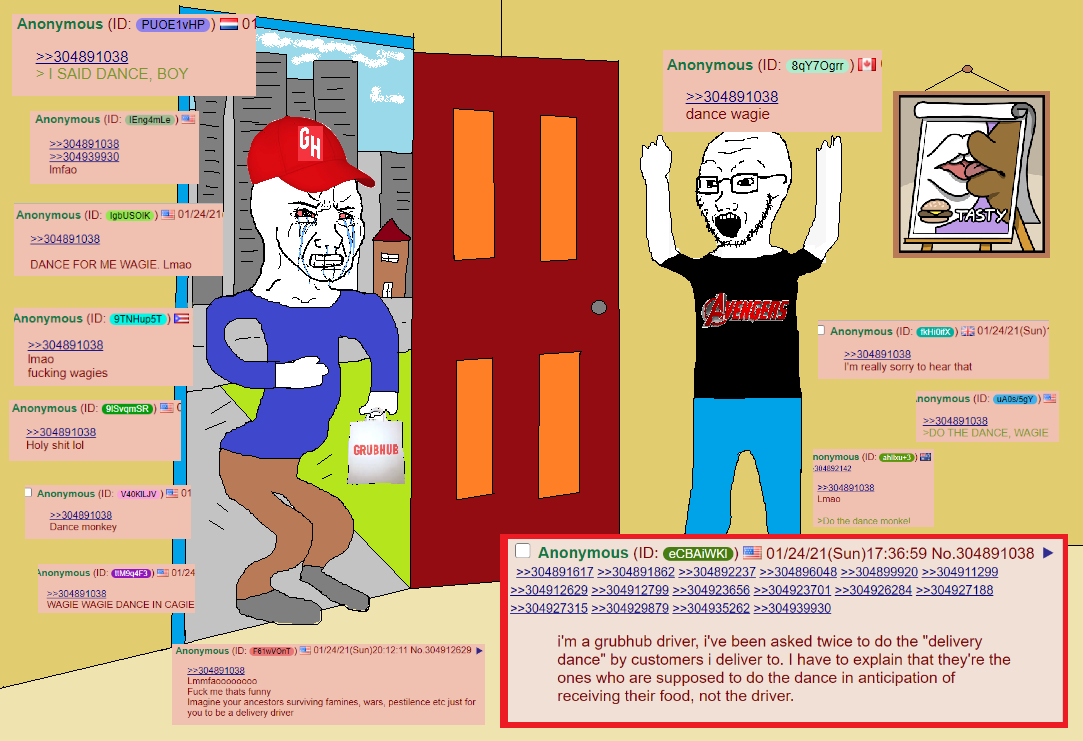 Anonymous (ID: PUOE1vHP) 01
>>304891038
> I SAID DANCE, BOY
Anonymous (ID: IEng4mLe)
>>304891038
>>304939930
lmfao
Anonymous (ID: IgbUSOIK) 01/24/21
>>304891038
DANCE FOR ME WAGIE. Lmao
Anonymous (ID: 9TNHup5T)
>>304891038
lmao
fucking wagies
Anonymous (ID: 9ISvqmSR) 0
>>304891038
Holy shit lol
Anonymous (ID: V40KILJV) 01
>>304891038
Dance monkey
Anonymous (ID: IIM9q4F3) 01/24
>>304891038
WAGIE WAGIE DANCE IN CAGIE
Anonymous (ID: F61wVOnT) 01/24/21(Sun)20:12:11 No.304912629 ▶
>>304891038
Lmmfaoooooooo
Fuck me thats funny
Imagine your ancestors surviving famines, wars, pestilence etc just for
you to be a delivery driver
GH
GRUBHUB
Anonymous (ID: 8qY7Ogrr)
>>304891038
dance wagie
AVENGERS
TASTY
Anonymous (ID: fkHi0ifX) 01/24/21(Sun)
>>304891038
I'm really sorry to hear that
nonymous (ID: uA0s/5gY)
>>304891038
>DO THE DANCE, WAGIE
nonymous (ID: ahIbxu+3)
304892142
>>304891038
Lmao
>Do the dance monke!
Anonymous (ID: eCBAiWKI) 01/24/21(Sun)17:36:59 No.304891038 ▶
>>304891617 >>304891862 >>304892237 >>304896048 >>304899920 >>304911299
>>304912629 >>304912799 >>304923656 >>304923701 >>304926284 >>304927188
>>304927315 >>304929879 >>304935262 >>304939930
i'm a grubhub driver, i've been asked twice to do the "delivery
dance" by customers i deliver to. I have to explain that they're the
ones who are supposed to do the dance in anticipation of
receiving their food, not the driver.